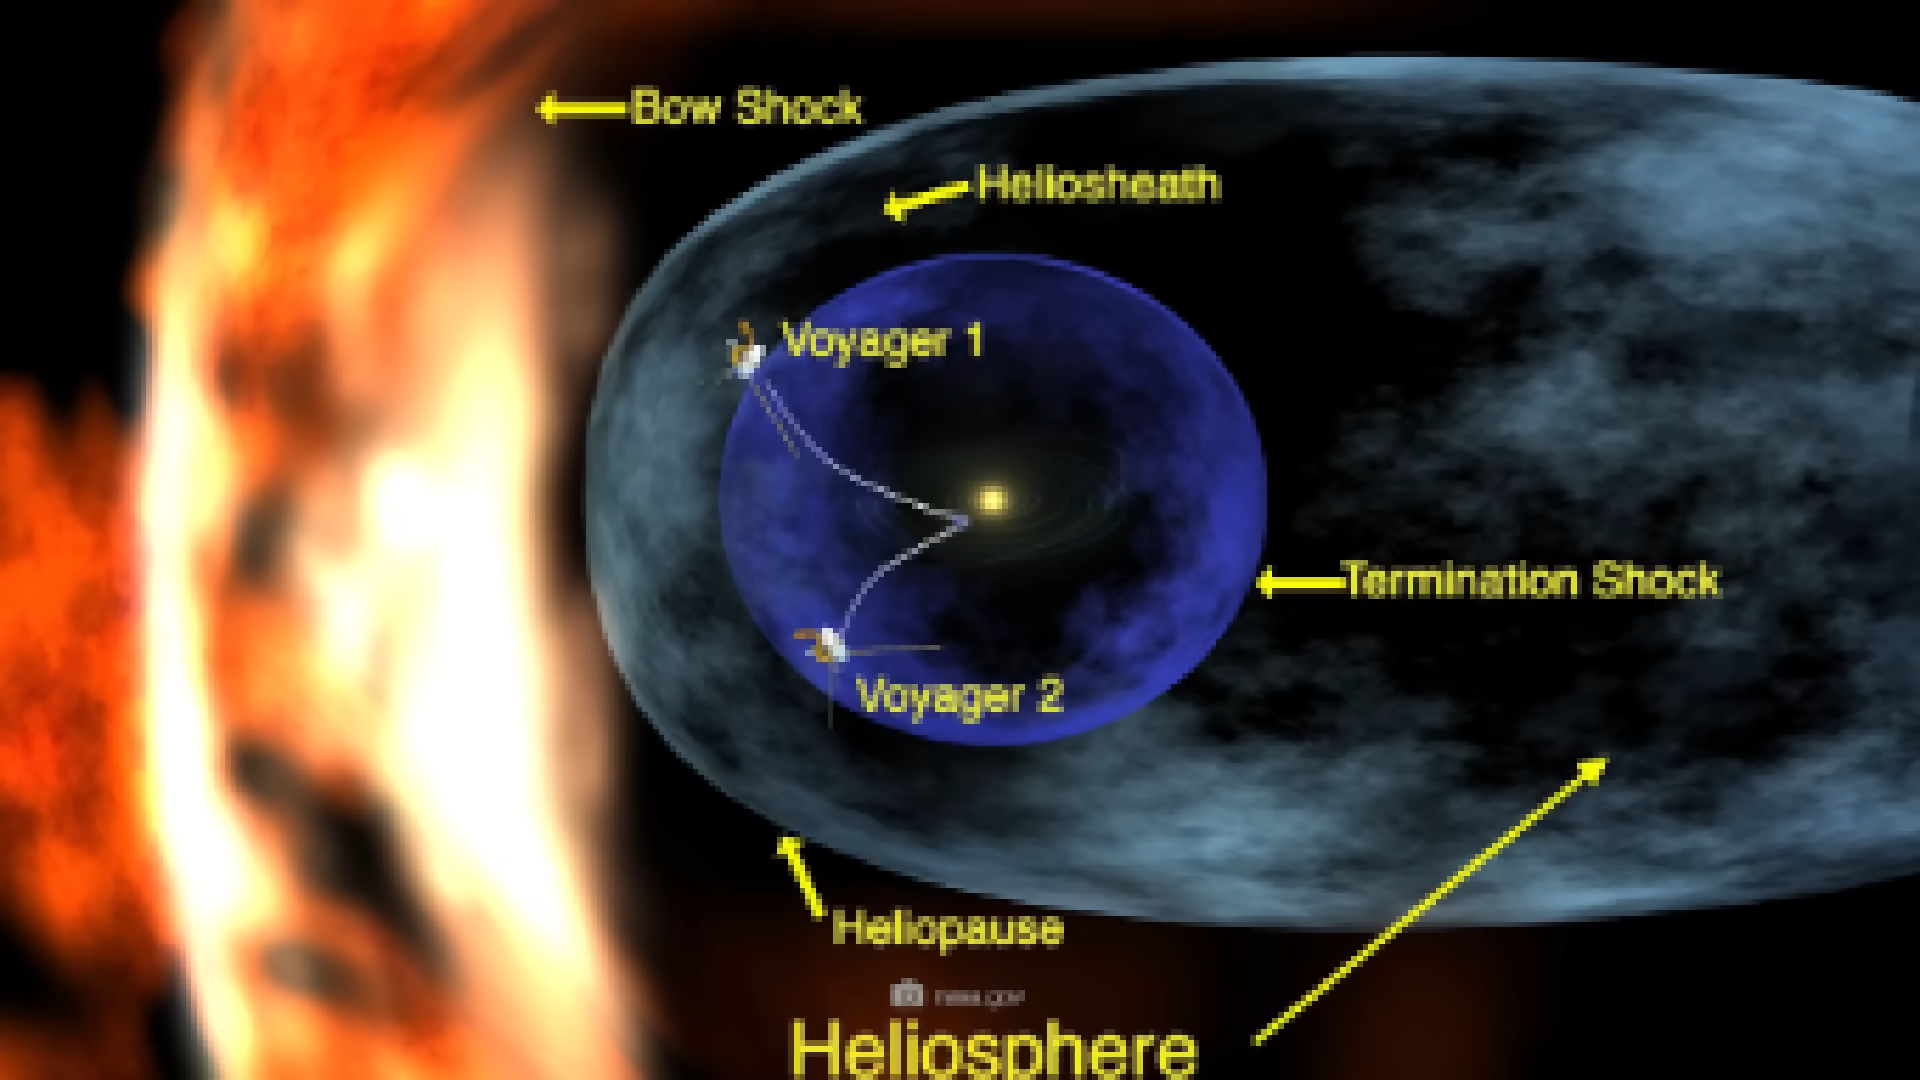 Bow Shock
Heliosheath
Voyager 1
Termination Shock
Voyager 2
Heliopause
Heliosphere